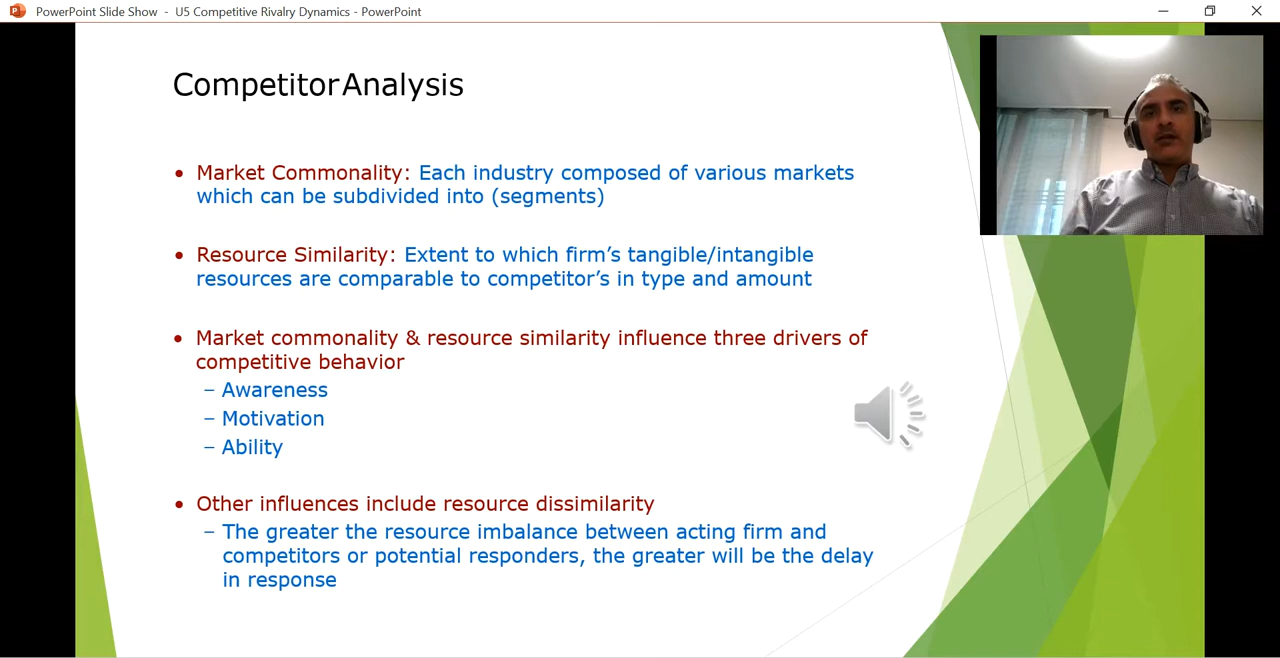 PowerPoint Slide Show - U5 Competitive Rivalry Dynamics - PowerPoint
Competitor Analysis
• Market Commonality: Each industry composed of various markets
which can be subdivided into (segments)
• Resource Similarity: Extent to which firm's tangible/intangible
resources are comparable to competitor's in type and amount
• Market commonality & resource similarity influence three drivers of
competitive behavior
– Awareness
– Motivation
– Ability
• Other influences include resource dissimilarity
– The greater the resource imbalance between acting firm and
competitors or potential responders, the greater will be the delay
in response